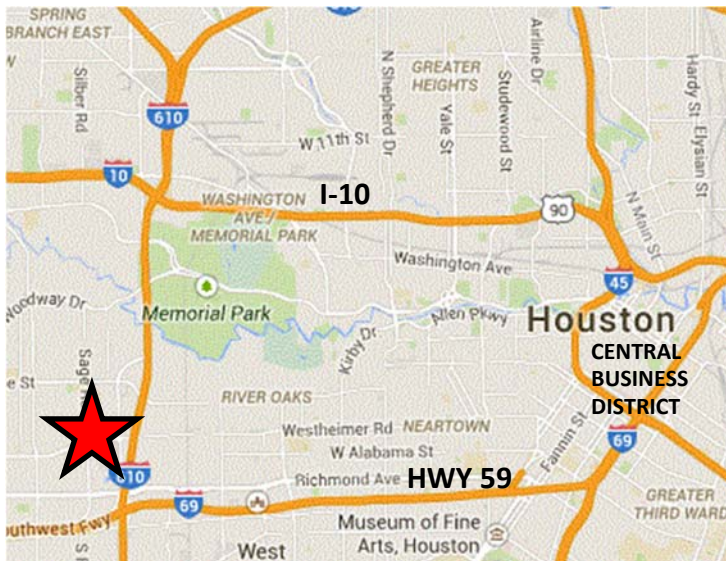 SPRING
BRANCH EAST
W
Silber Rd
610
10
W 11th St
N Shepherd Dr
GREATER
HEIGHTS
Yale St
Studewood St
Airline Dr
Hardy St
Elysian St
N Main St
I-10
WASHINGTON
AVE /
MEMORIAL PARK
90
Washington Ave
45
Woodway Dr
Memorial Park
Kirby Dr
Allen Pkwy
Houston
CENTRAL
BUSINESS
DISTRICT
Sage
e St
RIVER OAKS
Westheimer Rd
NEARTOWN
W Alabama St
Richmond Ave
HWY 59
Fannin St
69
610
69
outhwest Fwy
S
GREATER
THIRD WARD
Museum of Fine
Arts, Houston
West